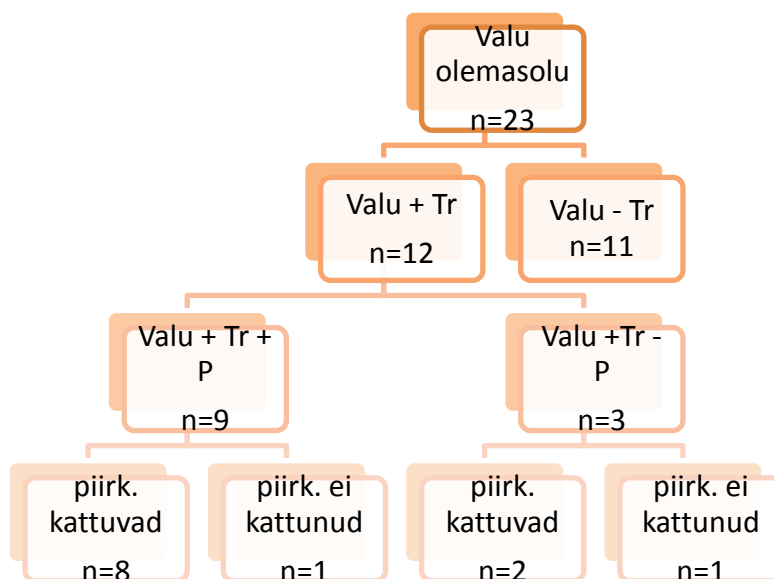 Valu
olemasolu
n=23
Valu + Tr
n=12
Valu - Tr
n=11
Valu + Tr +
P
n=9
Valu +Tr -
P
n=3
piirk.
kattuvad
n=8
piirk. ei
kattunud
n=1
piirk.
kattuvad
n=2
piirk. ei
kattunud
n=1